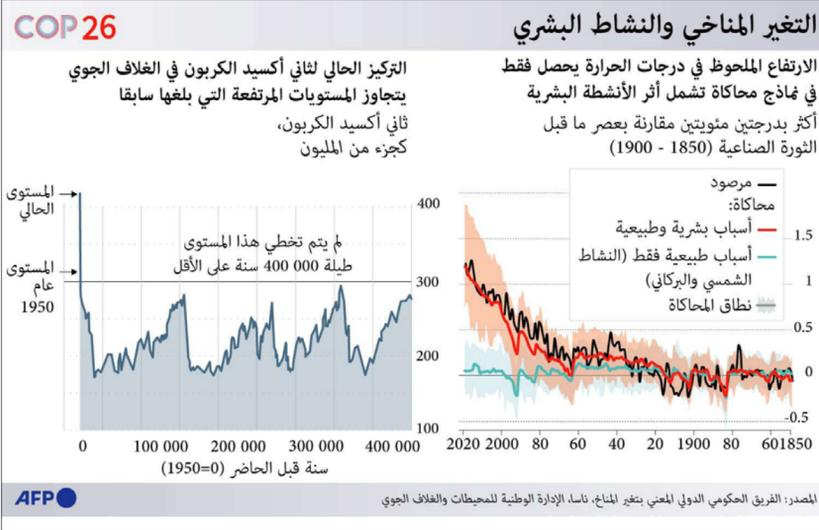 التغير المناخي والنشاط البشري
COP 26
الارتفاع الملحوظ في درجات الحرارة يحصل فقط
في نماذج محاكاة تشمل أثر الأنشطة البشرية
أكثر بدرجتين مئويتين مقارنة بعصر ما قبل
الثورة الصناعية (1850 - 1900)
مرصود
محاكاة:
أسباب بشرية وطبيعية
أسباب طبيعية فقط (النشاط
الشمسي والبركاني)
نطاق المحاكاة
1.5
1
0.5
0
-0.5
2020 2000 80 60 40 20 1900 80 60 1850
التركيز الحالي لثاني أكسيد الكربون في الغلاف الجوي
يتجاوز المستويات المرتفعة التي بلغها سابقا
ثاني أكسيد الكربون،
كجزء من المليون
المستوى
الحالي
المستوى
عام
1950
لم يتم تخطي هذا المستوى
طيلة 400 000 سنة على الأقل
400
300
200
100
0 100 000 200 000 300 000 400 000
سنة قبل الحاضر (1950=0)
المصدر: الفريق الحكومي الدولي المعني بتغير المناخ، ناسا، الإدارة الوطنية للمحيطات والغلاف الجوي
AFP